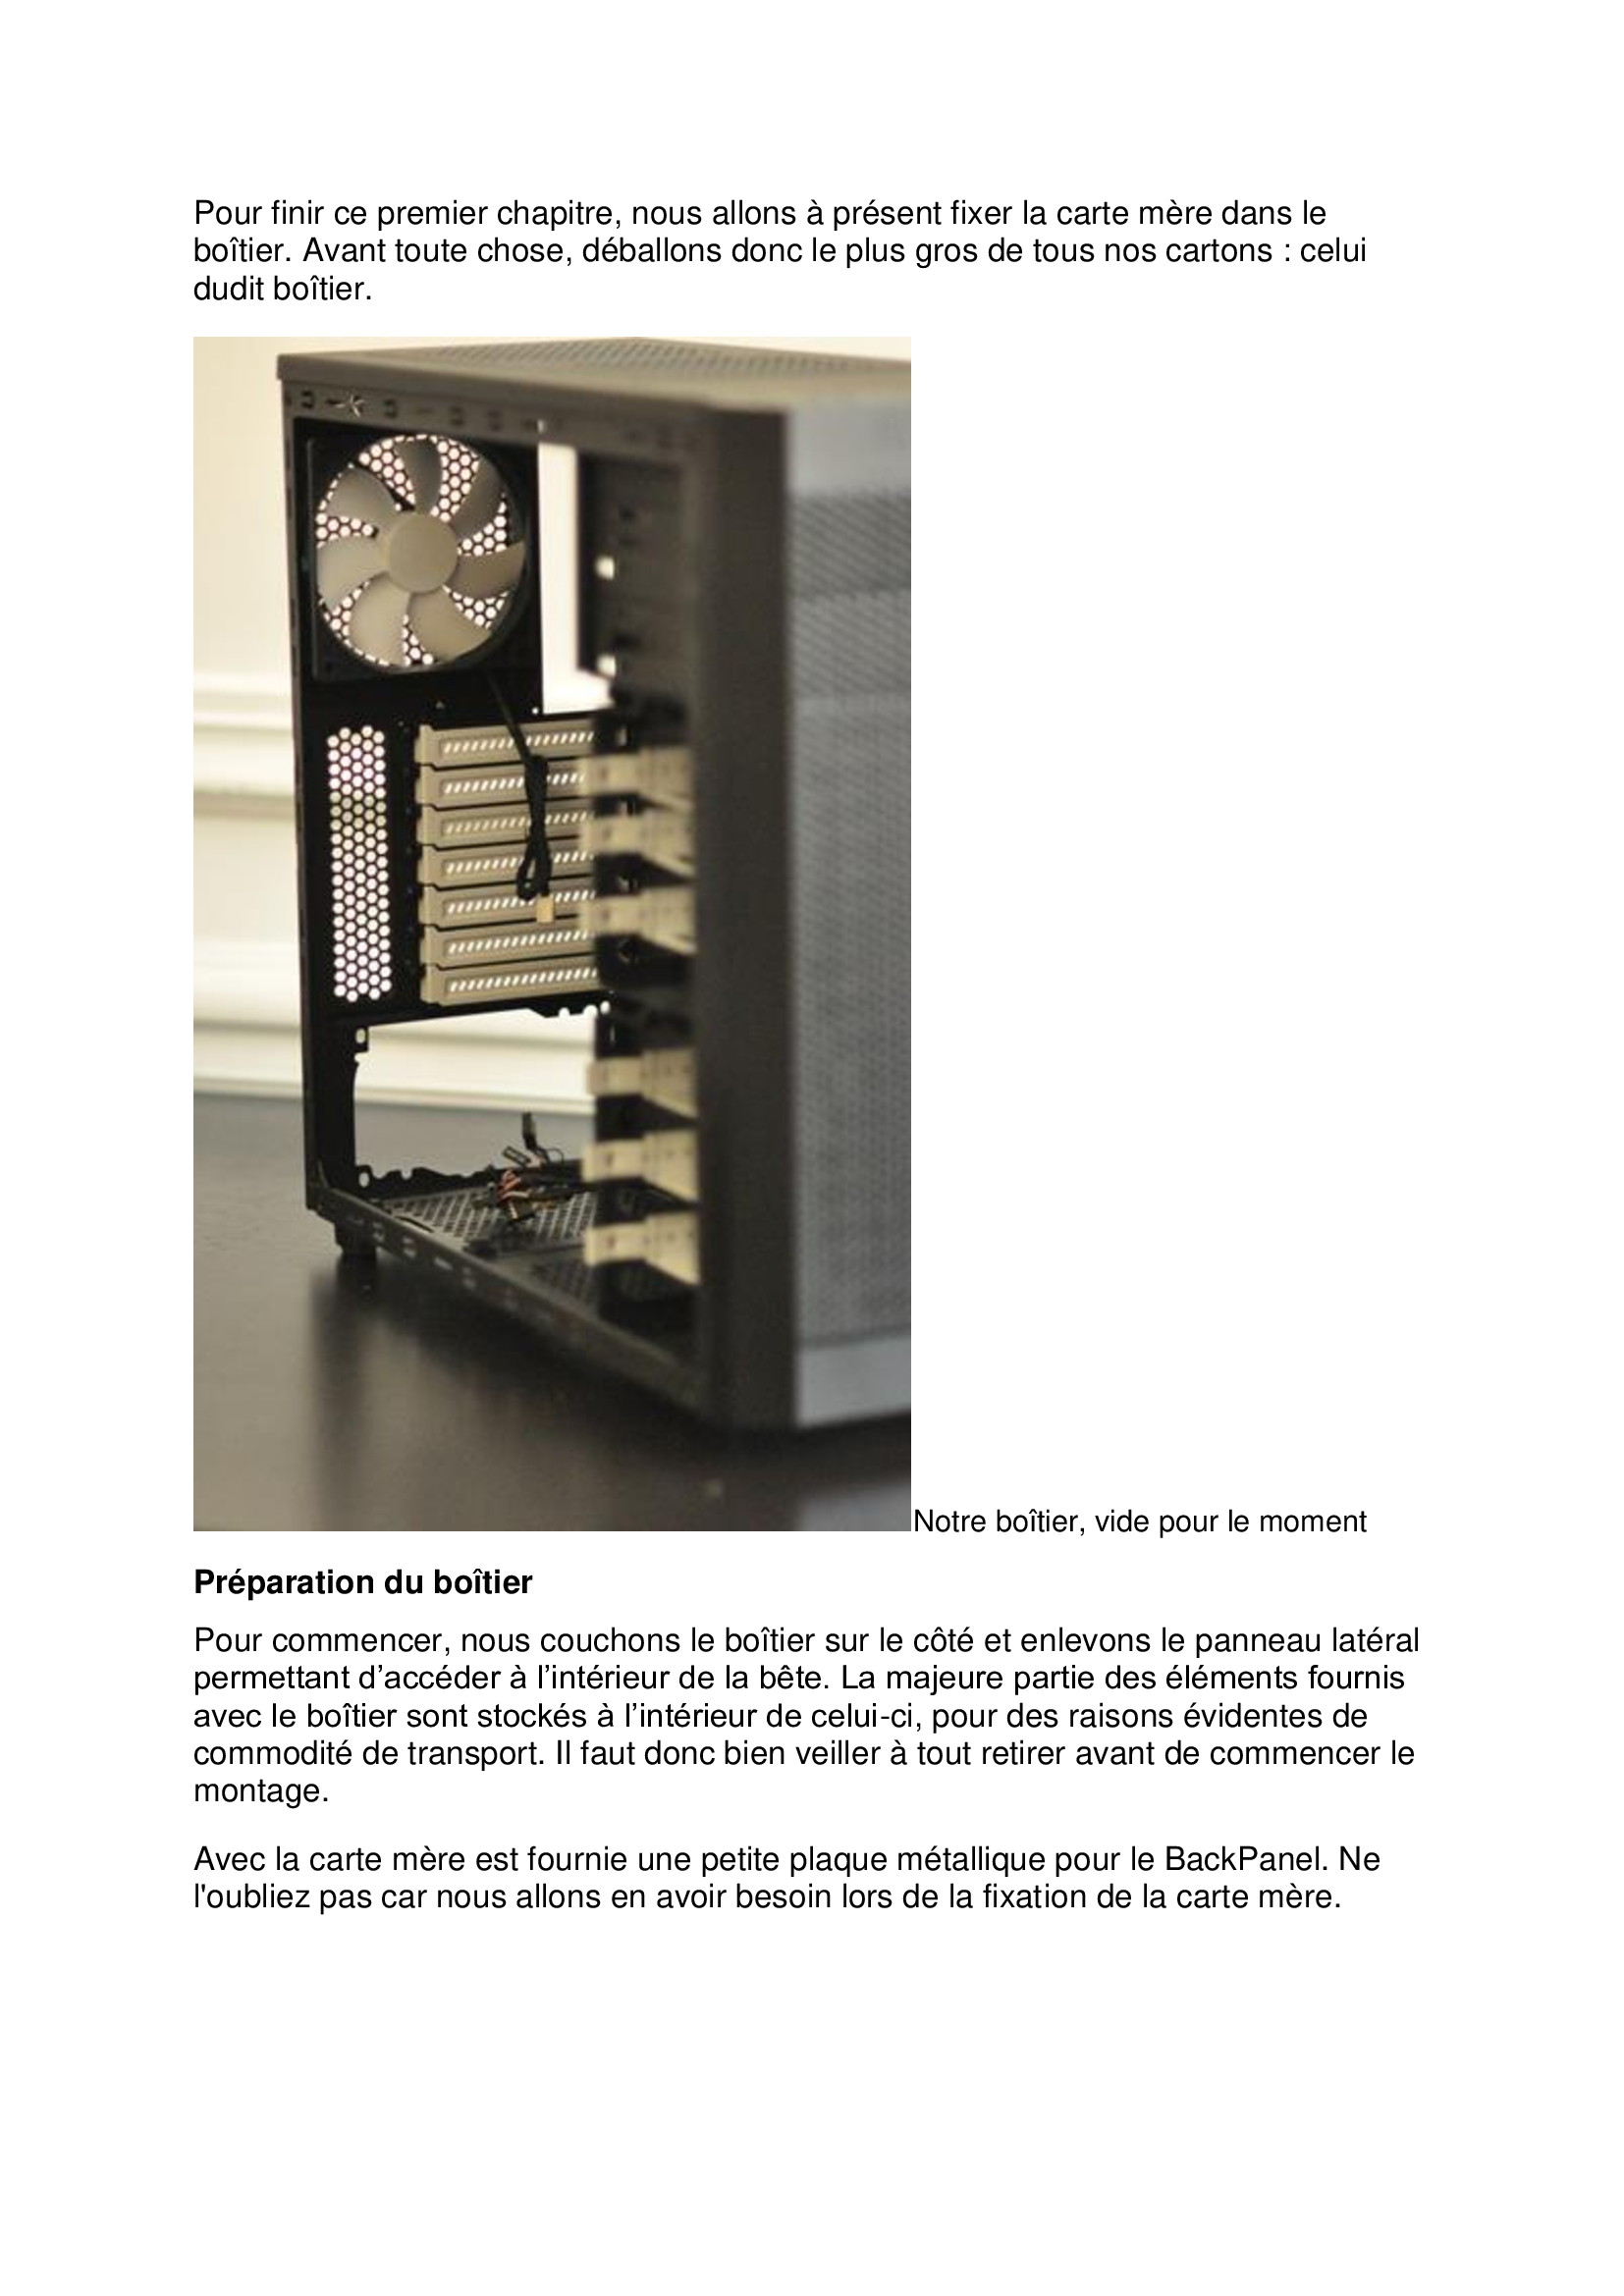 Pour finir ce premier chapitre, nous allons à présent fixer la carte mère dans le
boîtier. Avant toute chose, déballons donc le plus gros de tous nos cartons : celui
dudit boîtier.
Notre boîtier, vide pour le moment
Préparation du boîtier
Pour commencer, nous couchons le boîtier sur le côté et enlevons le panneau latéral
permettant d’accéder à l’intérieur de la bête. La majeure partie des éléments fournis
avec le boîtier sont stockés à l’intérieur de celui-ci, pour des raisons évidentes de
commodité de transport. Il faut donc bien veiller à tout retirer avant de commencer le
montage.
Avec la carte mère est fournie une petite plaque métallique pour le BackPanel. Ne
l'oubliez pas car nous allons en avoir besoin lors de la fixation de la carte mère.